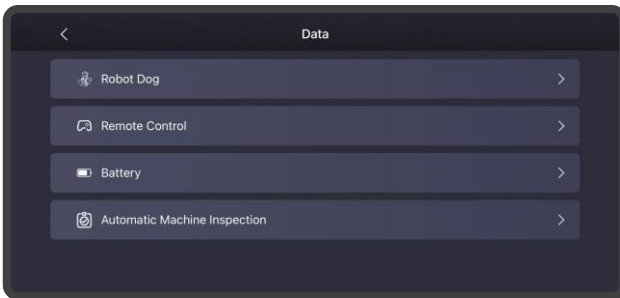 Data
Robot Dog
Remote Control
Battery
Automatic Machine Inspection